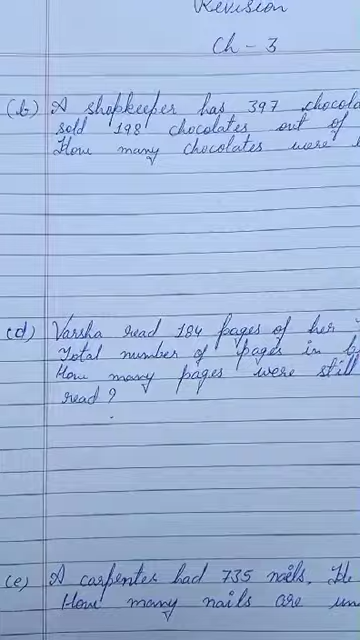 Revision
Ch - 3
(b) A shopkeeper has 397 chocola
sold 198 chocolates out of
How many chocolates were
(d) Varsha read 184 pages of her
Total number of pages in b
How many pages were still
read ?
(e) A carpenter had 735 nails. He
How many nails are un